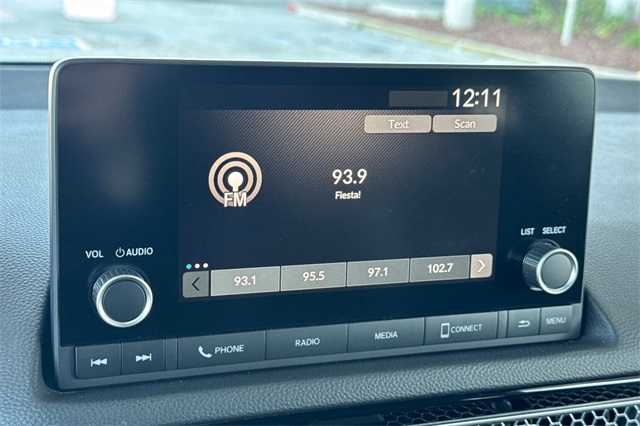 12:11
Text Scan
93.9
Fiesta!
FM
VOL AUDIO
LIST SELECT
93.1 95.5 97.1 102.7
PHONE RADIO MEDIA CONNECT MENU